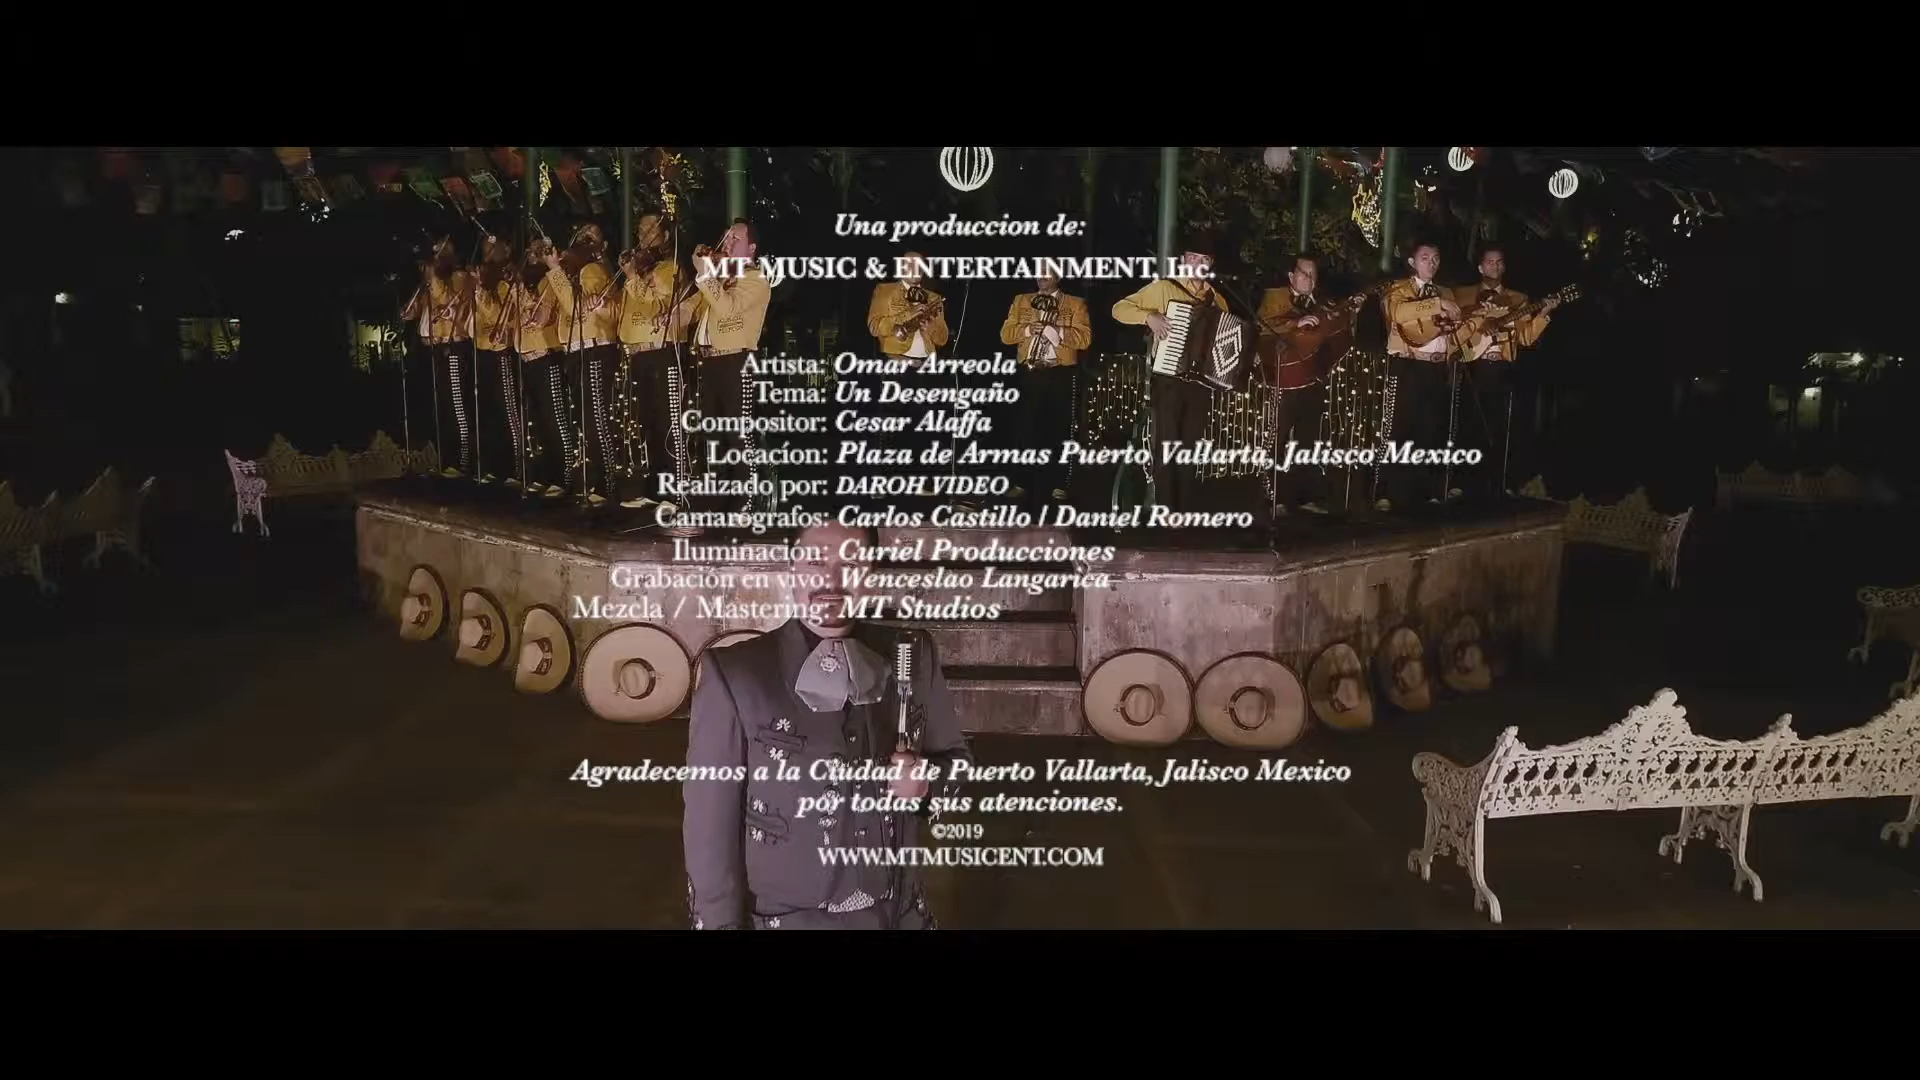 Una produccion de:
MT MUSIC & ENTERTAINMENT, Inc.
Artista: Omar Arreola
Tema: Un Desengaño
Compositor: Cesar Alaffa
Locacíon: Plaza de Armas Puerto Vallarta, Jalisco Mexico
Realizado por: DAROH VIDEO
Camarografos: Carlos Castillo / Daniel Romero
Iluminación: Curiel Producciones
Grabación en vivo: Wenceslao Langarica
Mezcla / Mastering: MT Studios
Agradecemos a la Ciudad de Puerto Vallarta, Jalisco Mexico
por todas sus atenciones.
©2019
WWW.MTMUSICENT.COM